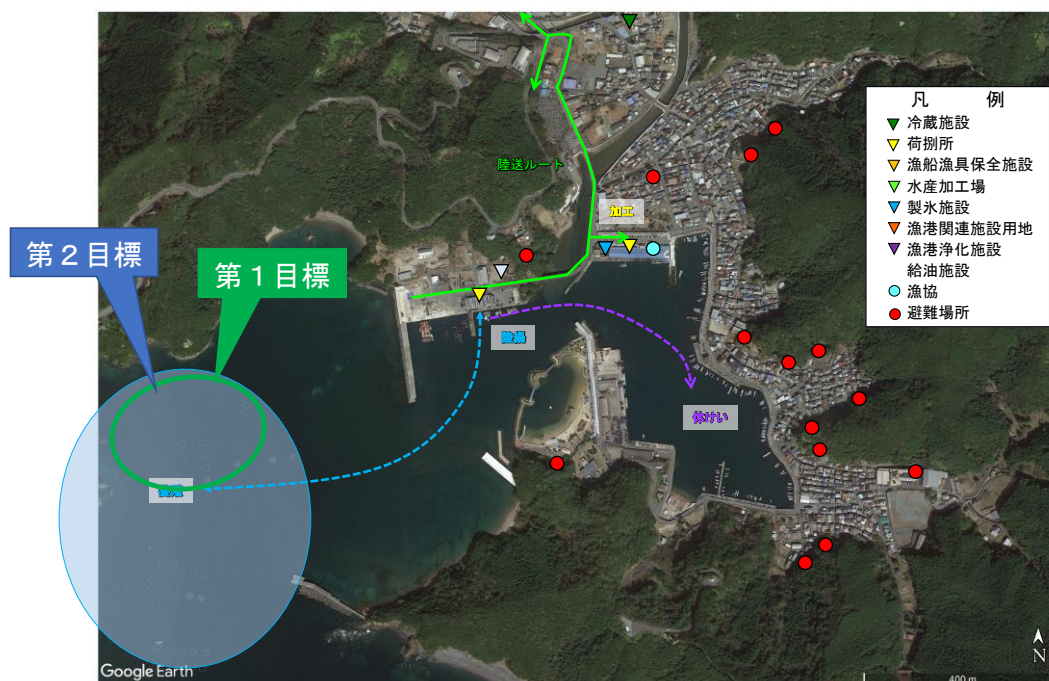 陸送ルート
加工
第２目標
第１目標
陸揚
休けい
養殖
凡　　例
冷蔵施設
荷捌所
漁船漁具保全施設
水産加工場
製氷施設
漁港関連施設用地
漁港浄化施設
給油施設
漁協
避難場所
Google Earth
N
400 m